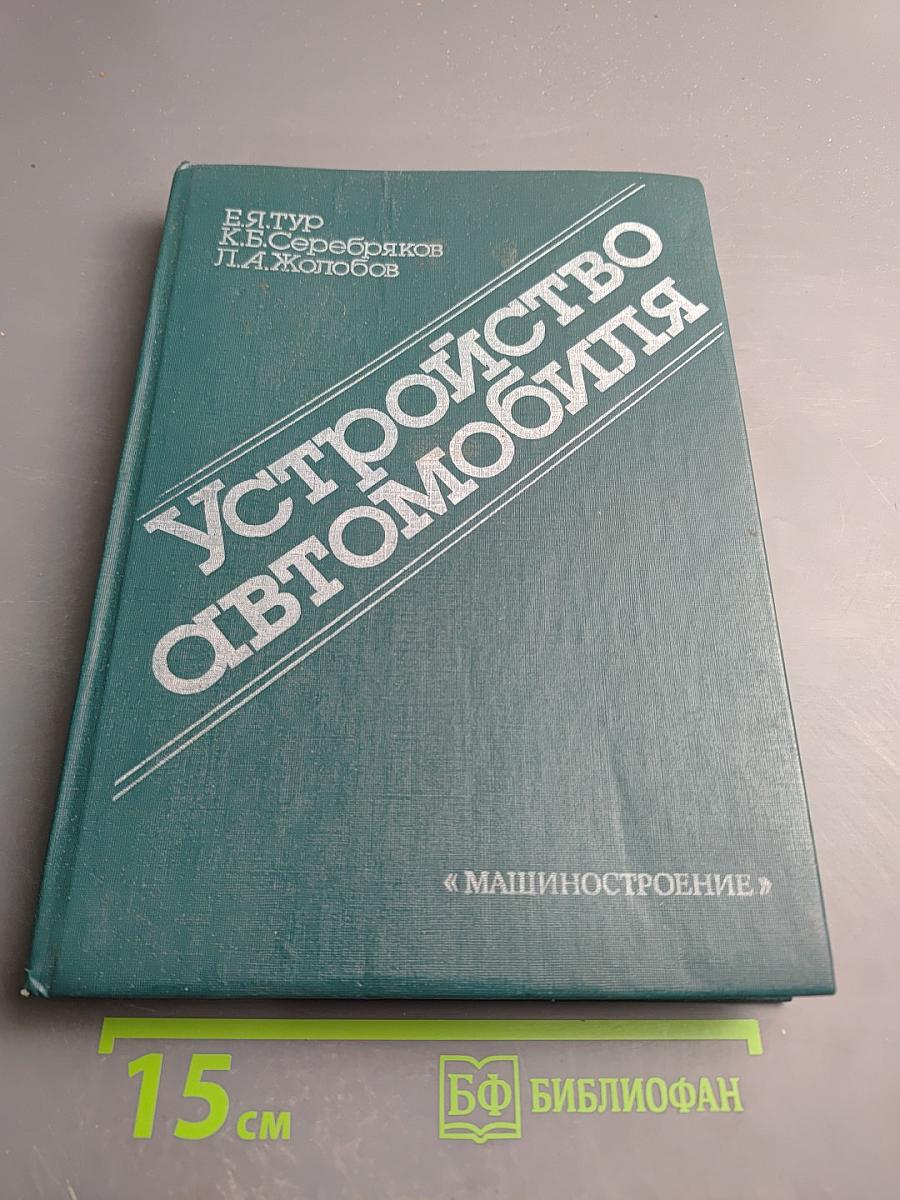 Е.Я.Тур
К.Б.Серебряков
Л.А.Жолобов
Устройство
автомобиля
«МАШИНОСТРОЕНИЕ»
15 см
БФ БИБЛИОФАН